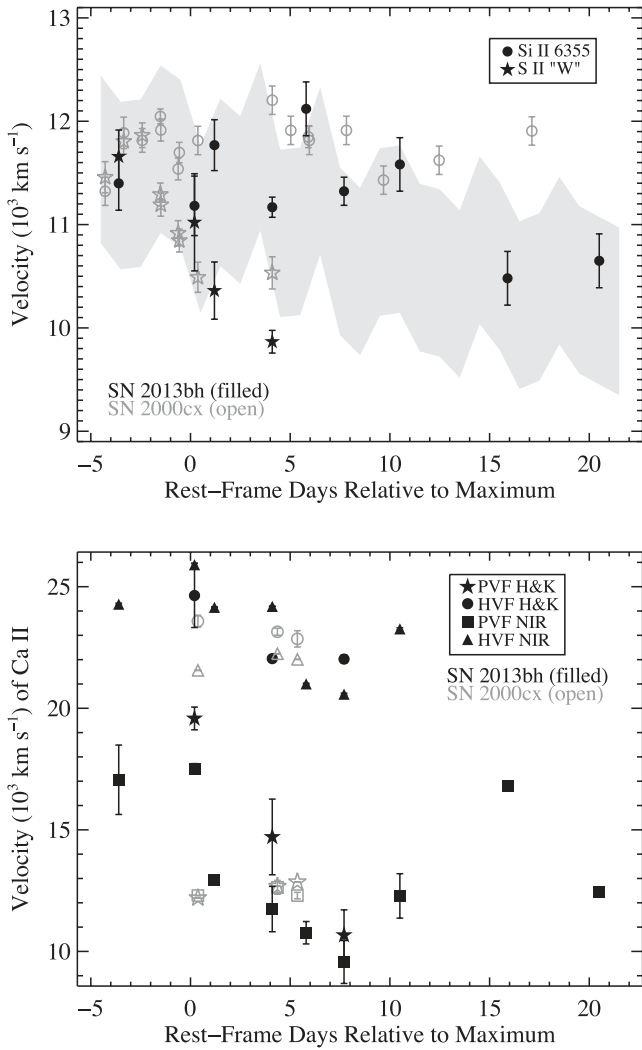 13
12
11
10
9
Velocity (10³ km s⁻¹)
Si II 6355
S II "W"
SN 2013bh (filled)
SN 2000cx (open)
−5 0 5 10 15 20
Rest−Frame Days Relative to Maximum
25
20
15
10
Velocity (10³ km s⁻¹) of Ca II
PVF H&K
HVF H&K
PVF NIR
HVF NIR
SN 2013bh (filled)
SN 2000cx (open)
−5 0 5 10 15 20
Rest−Frame Days Relative to Maximum